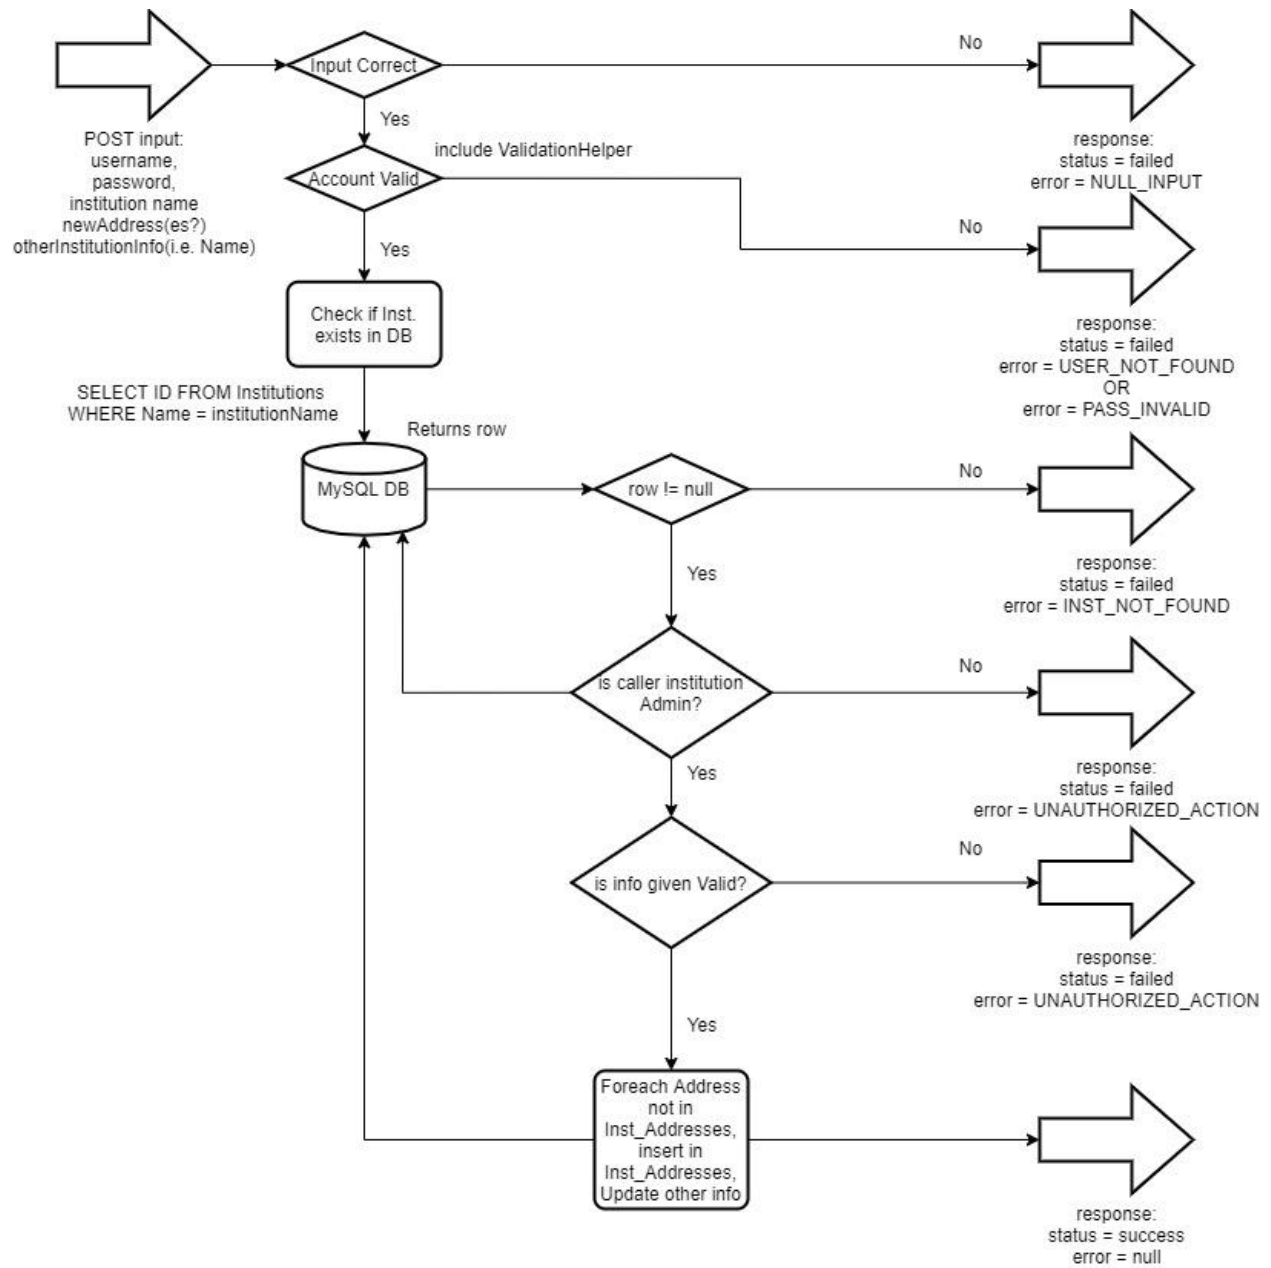 No
Input Correct
Yes
POST input:
username,
password,
institution name
newAddress(es?)
otherInstitutionInfo(i.e. Name)
response:
status = failed
error = NULL_INPUT
include ValidationHelper
Account Valid
No
Yes
Check if Inst.
exists in DB
response:
status = failed
error = USER_NOT_FOUND
OR
error = PASS_INVALID
SELECT ID FROM Institutions
WHERE Name = institutionName
Returns row
MySQL DB
row != null
No
Yes
response:
status = failed
error = INST_NOT_FOUND
is caller institution
Admin?
No
Yes
response:
status = failed
error = UNAUTHORIZED_ACTION
is info given Valid?
No
Yes
response:
status = failed
error = UNAUTHORIZED_ACTION
Foreach Address
not in
Inst_Addresses,
insert in
Inst_Addresses,
Update other info
response:
status = success
error = null